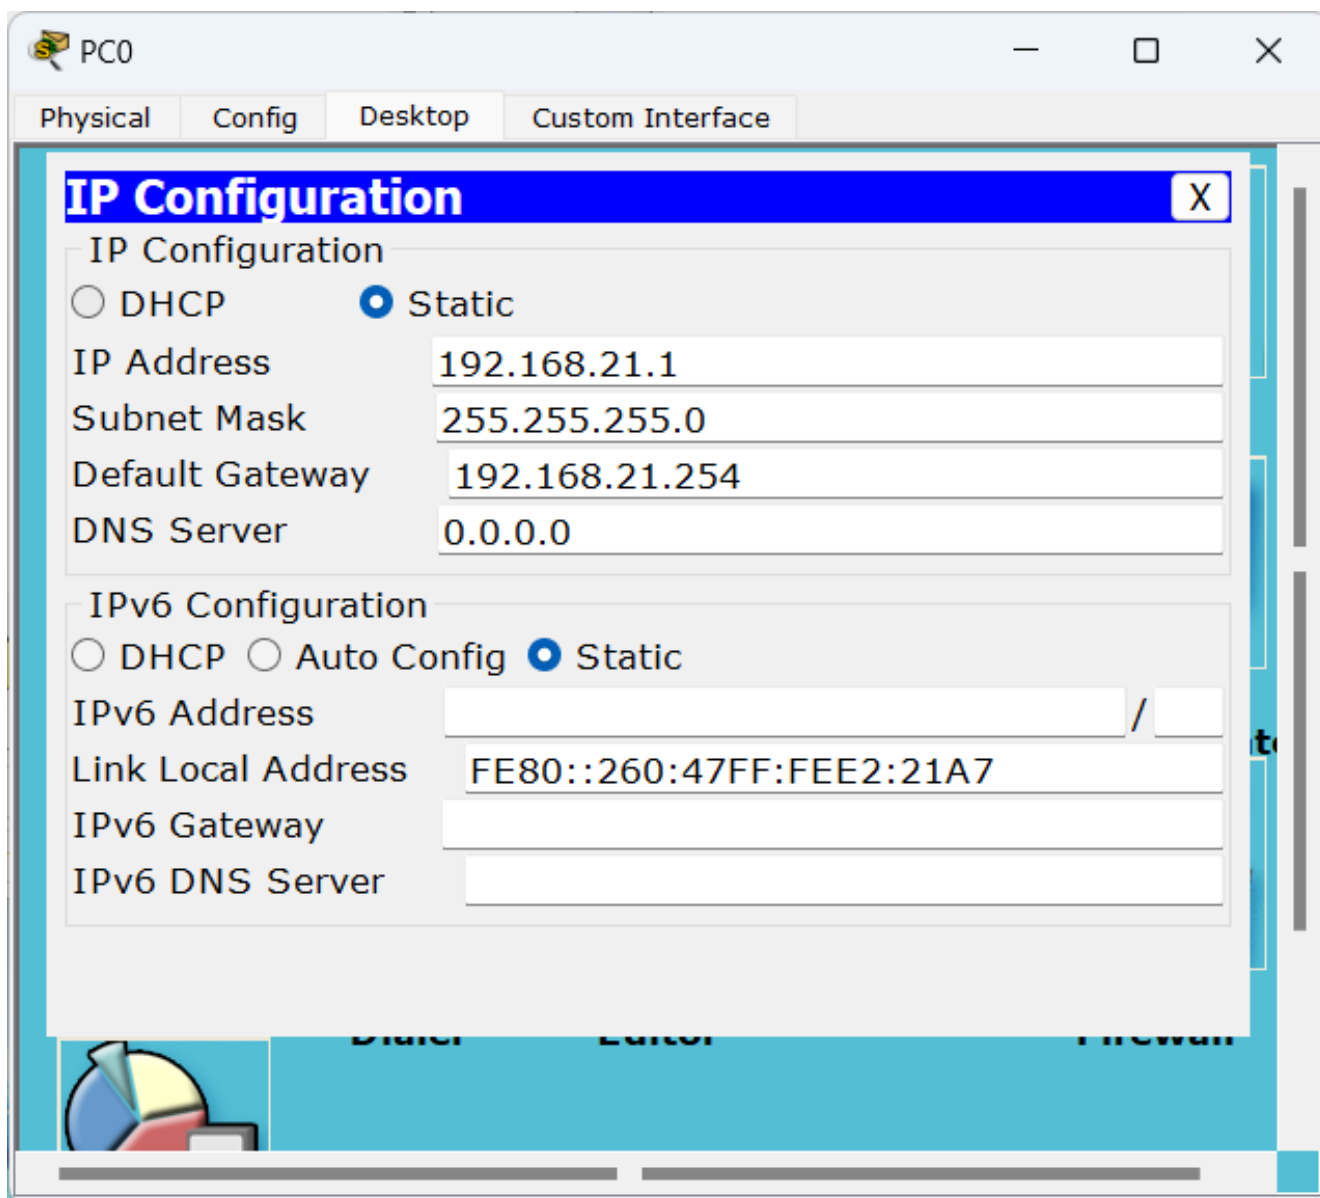 PC0
Physical Config Desktop Custom Interface
IP Configuration X
IP Configuration
DHCP Static
IP Address 192.168.21.1
Subnet Mask 255.255.255.0
Default Gateway 192.168.21.254
DNS Server 0.0.0.0
IPv6 Configuration
DHCP Auto Config Static
IPv6 Address /
Link Local Address FE80::260:47FF:FEE2:21A7
IPv6 Gateway
IPv6 DNS Server
Dialer Editor Firewall